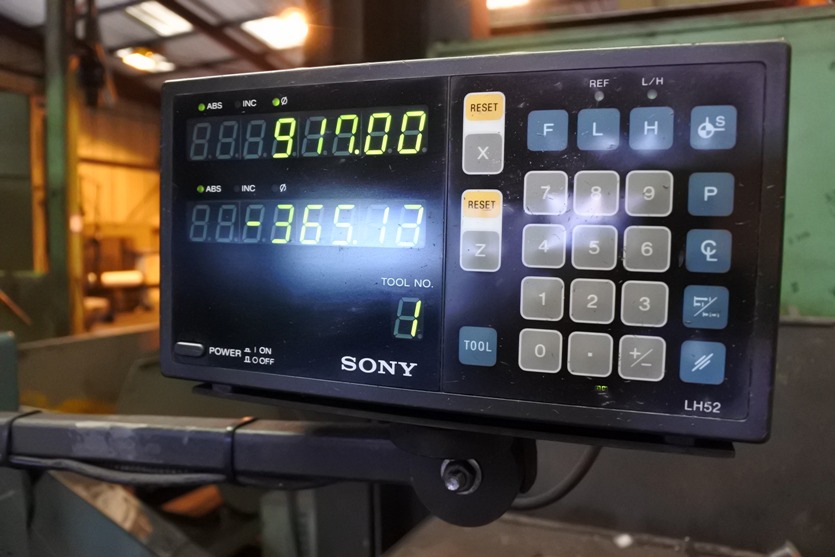 ABS INC Ø
917.00
ABS INC Ø
-365.12
TOOL NO.
1
POWER I ON
O OFF
SONY
RESET
X
RESET
Z
TOOL
REF L/H
F L H S
7 8 9 P
4 5 6 ℄
1 2 3
0 . +/-
LH52